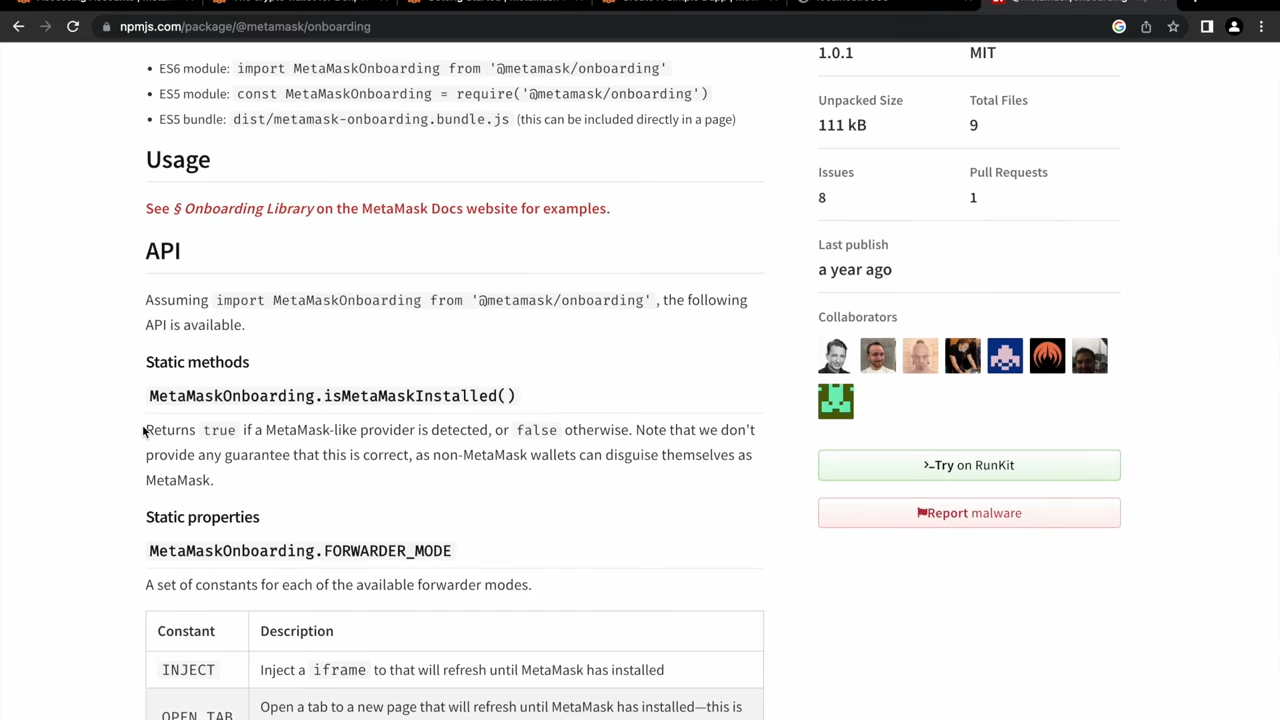 npmjs.com/package/@metamask/onboarding
• ES6 module: import MetaMaskOnboarding from '@metamask/onboarding'
• ES5 module: const MetaMaskOnboarding = require('@metamask/onboarding')
• ES5 bundle: dist/metamask-onboarding.bundle.js (this can be included directly in a page)
Usage
See § Onboarding Library on the MetaMask Docs website for examples.
API
Assuming import MetaMaskOnboarding from '@metamask/onboarding', the following
API is available.
Static methods
MetaMaskOnboarding.isMetaMaskInstalled()
Returns true if a MetaMask-like provider is detected, or false otherwise. Note that we don't
provide any guarantee that this is correct, as non-MetaMask wallets can disguise themselves as
MetaMask.
Static properties
MetaMaskOnboarding.FORWARDER_MODE
A set of constants for each of the available forwarder modes.
Constant Description
INJECT Inject a iframe to that will refresh until MetaMask has installed
OPEN_TAB Open a tab to a new page that will refresh until MetaMask has installed—this is
1.0.1 MIT
Unpacked Size Total Files
111 kB 9
Issues Pull Requests
8 1
Last publish
a year ago
Collaborators
>_Try on RunKit
Report malware